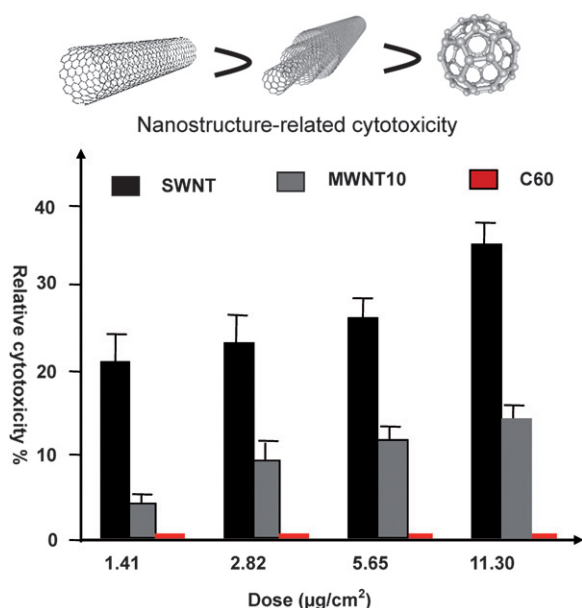 > >
Nanostructure-related cytotoxicity
SWNT MWNT10 C60
Relative cytotoxicity %
40
30
20
10
0
1.41 2.82 5.65 11.30
Dose (µg/cm²)